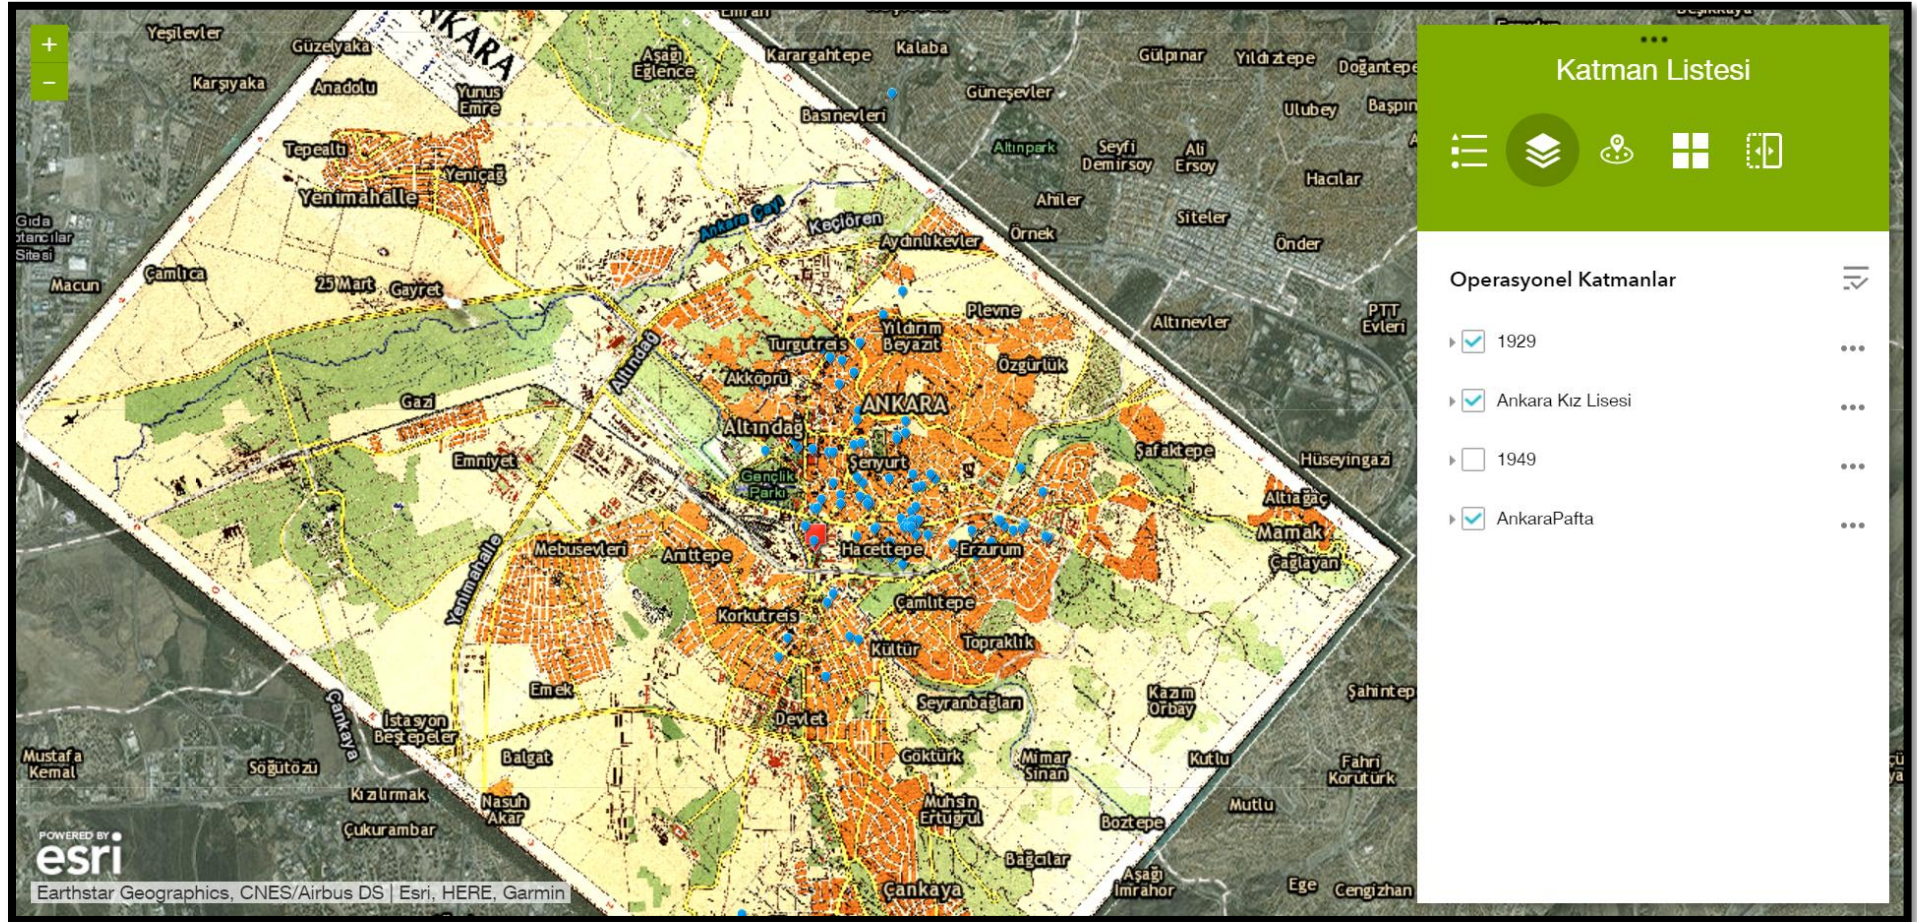 Yeşilevler
Güzelyaka
Karşıyaka
Anadolu
ANKARA
Yunus
Emre
Aşağı
Eğlence
Karargahtepe
Kalaba
Güneşevler
Basınevleri
Gülpınar
Yıldıztepe
Doğantepe
Ulubey
Tepealtı
Yeniçağ
Yenimahalle
Altınpark
Seyfi
Demirsoy
Ali
Ersoy
Hacılar
Ahiler
Siteler
Önder
Örnek
Ankara Çayı
Keçiören
Aydınlıkevler
Gıda
Sitesi
Macun
Çamlıca
25 Mart
Gayret
Plevne
Altınevler
PTT
Evleri
Turgutreis
Yıldırım
Beyazıt
Özgürlük
Akköprü
Altındağ
Gazi
ANKARA
Altındağ
Emniyet
Şenyurt
Şafaktepe
Hüseyingazi
Gençlik
Parkı
Altıağaç
Mamak
Çağlayan
Mebusevleri
Anıttepe
Hacettepe
Erzurum
Yenimahalle
Korkutreis
Çamlıtepe
Kültür
Topraklık
Emek
Seyranbağları
Kazım
Orbay
Çankaya
İstasyon
Beştepeler
Devlet
Balgat
Göktürk
Mimar
Sinan
Kutlu
Fahri
Korutürk
Mustafa
Kemal
Söğütözü
Kızılırmak
Çukurambar
Nasuh
Akar
Muhsin
Ertuğrul
Boztepe
Mutlu
Bağcılar
Aşağı
İmrahor
Ege
Cengizhan
Çankaya
POWERED BY
esri
Earthstar Geographics, CNES/Airbus DS | Esri, HERE, Garmin
Katman Listesi
Operasyonel Katmanlar
1929
Ankara Kız Lisesi
1949
AnkaraPafta